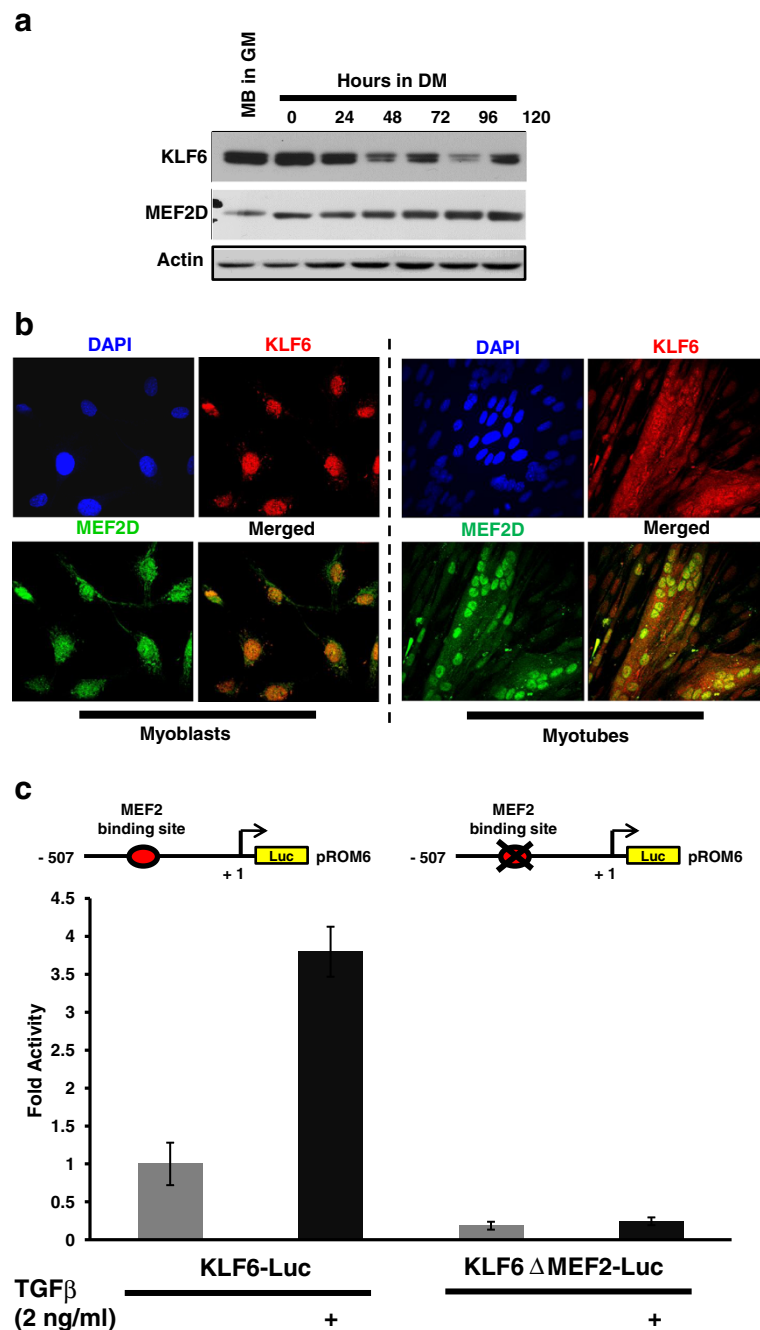 a
MB in GM
Hours in DM
0 24 48 72 96 120
KLF6
MEF2D
Actin
b
DAPI KLF6 DAPI KLF6
MEF2D Merged MEF2D Merged
Myoblasts Myotubes
c
MEF2
binding site
- 507 + 1 Luc pROM6
MEF2
binding site
- 507 + 1 Luc pROM6
Fold Activity
4.5
4
3.5
3
2.5
2
1.5
1
0.5
0
KLF6-Luc KLF6 ΔMEF2-Luc
TGFβ
(2 ng/ml) + +